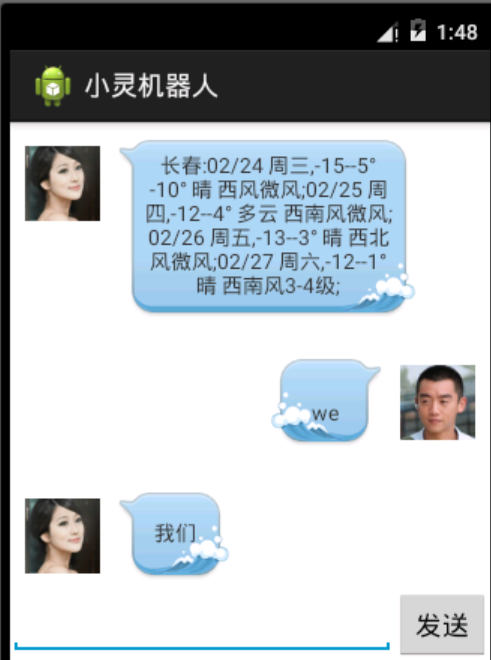 1:48
小灵机器人
长春:02/24 周三,-15--5°
-10° 晴 西风微风;02/25 周
四,-12--4° 多云 西南风微风;
02/26 周五,-13--3° 晴 西北
风微风;02/27 周六,-12--1°
晴 西南风3-4级;
we
我们
发送